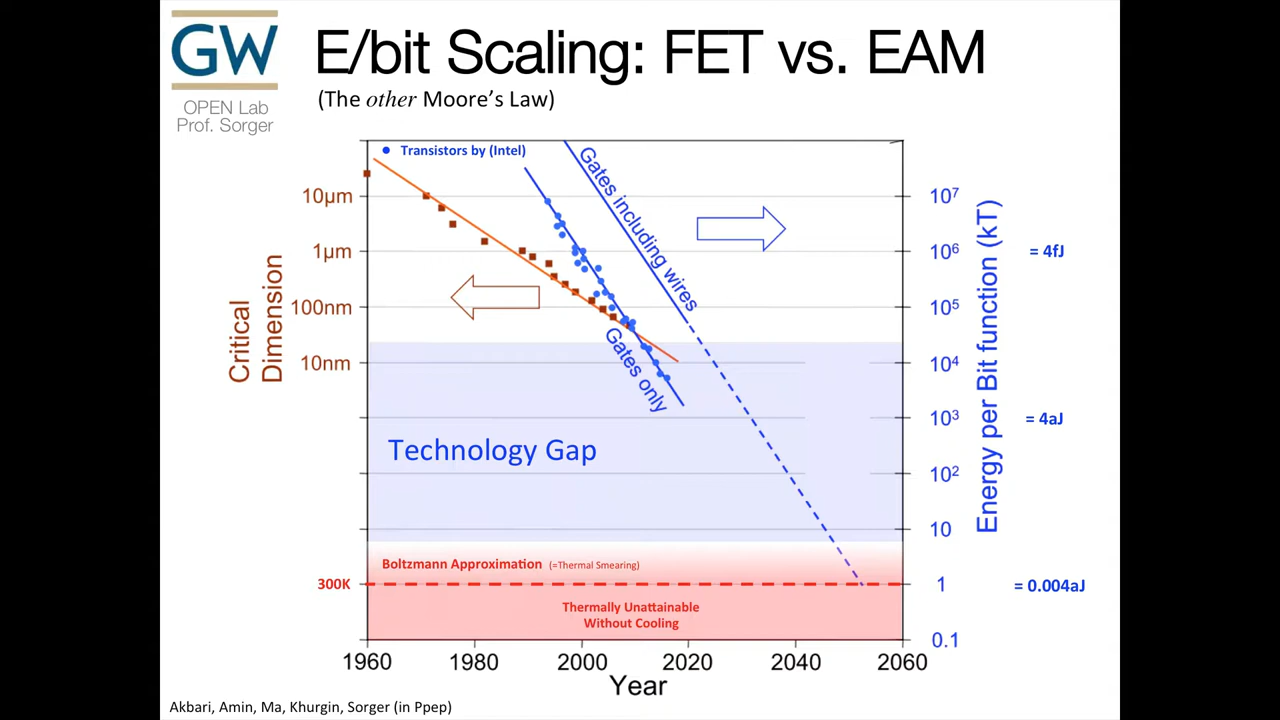 GW
OPEN Lab
Prof. Sorger
E/bit Scaling: FET vs. EAM
(The other Moore's Law)
Transistors by (Intel)
Gates including wires
Gates only
10µm
1µm
100nm
10nm
300K
Critical
Dimension
10⁷
10⁶
10⁵
10⁴
10³
10²
10
1
0.1
Energy per Bit function (kT)
= 4fJ
= 4aJ
= 0.004aJ
Technology Gap
Boltzmann Approximation (=Thermal Smearing)
Thermally Unattainable
Without Cooling
1960 1980 2000 2020 2040 2060
Year
Akbari, Amin, Ma, Khurgin, Sorger (in Ppep)